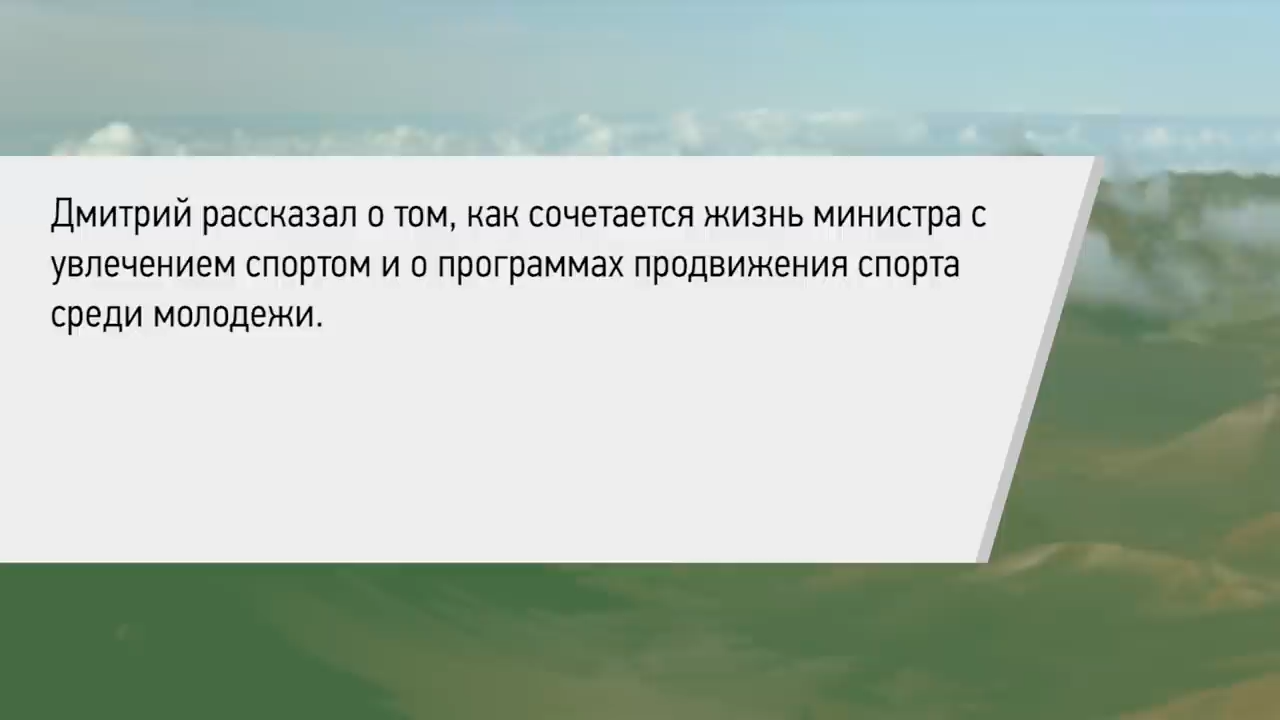 Дмитрий рассказал о том, как сочетается жизнь министра с
увлечением спортом и о программах продвижения спорта
среди молодежи.